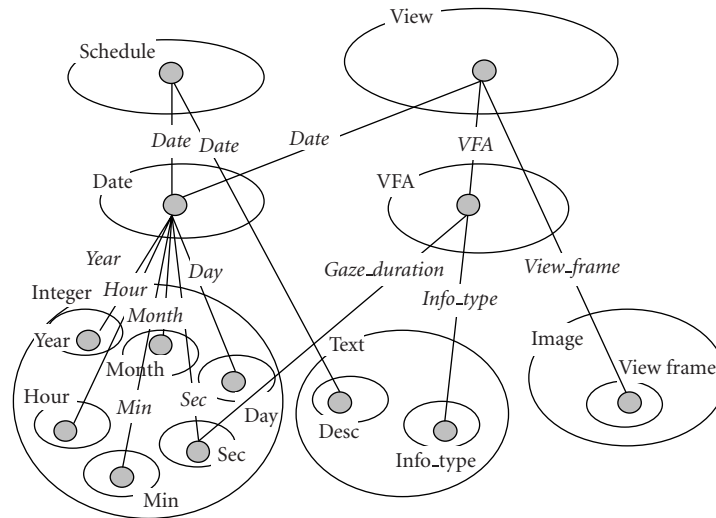 View
Schedule
Date
Date
Date
VFA
Date
VFA
Year
Day
Gaze_duration
View_frame
Integer
Hour
Info_type
Month
Year
Text
Image
Month
View frame
Hour
Min
Sec
Day
Desc
Sec
Info_type
Min